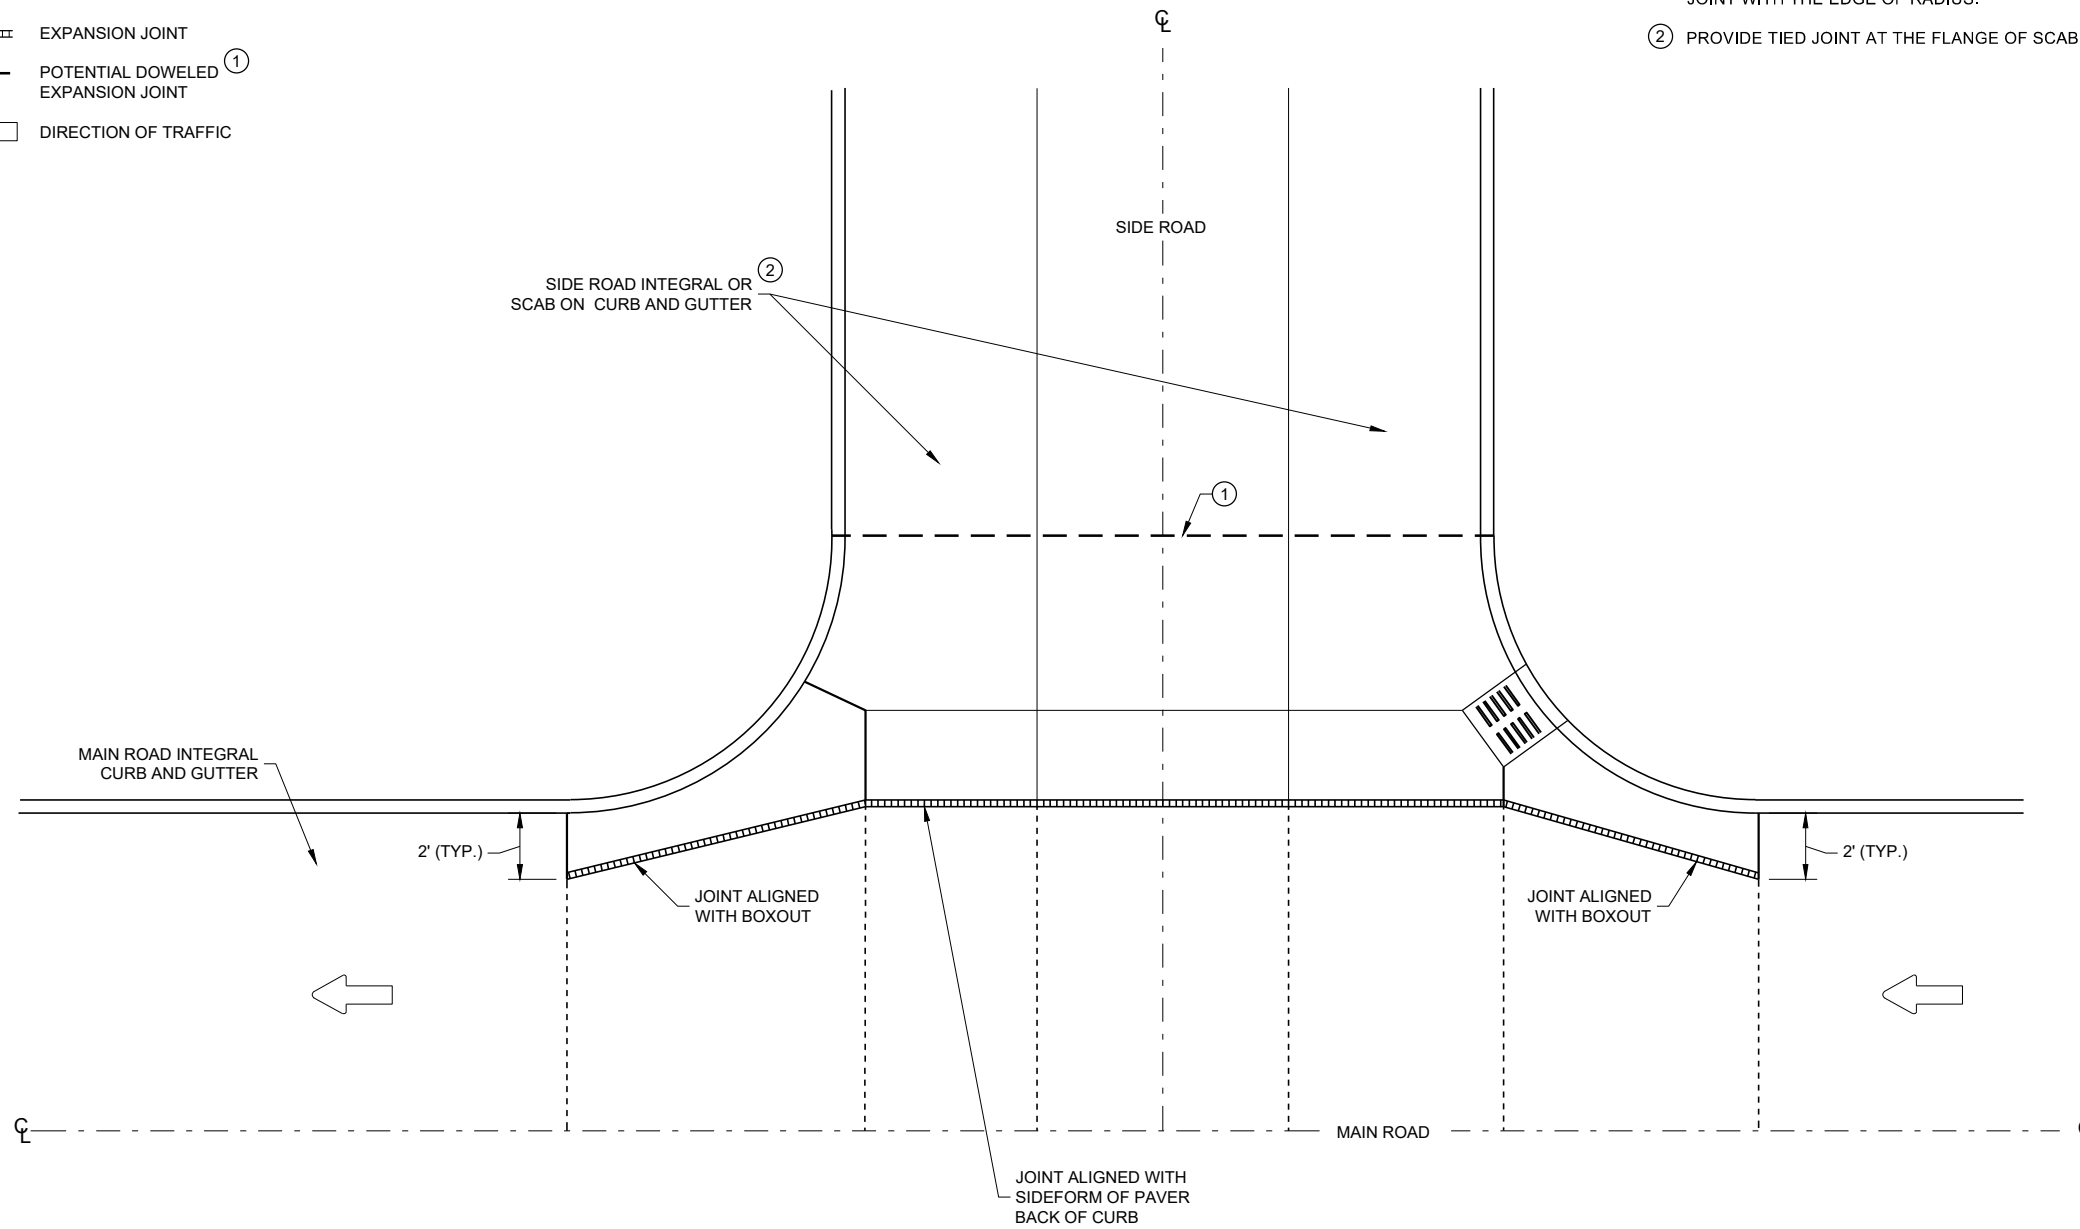 JOINT WITH THE EDGE OF RADIUS.
EXPANSION JOINT
2 PROVIDE TIED JOINT AT THE FLANGE OF SCAB
POTENTIAL DOWELED 1
EXPANSION JOINT
DIRECTION OF TRAFFIC
SIDE ROAD
SIDE ROAD INTEGRAL OR 2
SCAB ON CURB AND GUTTER
1
MAIN ROAD INTEGRAL
CURB AND GUTTER
2' (TYP.)
2' (TYP.)
JOINT ALIGNED
WITH BOXOUT
JOINT ALIGNED
WITH BOXOUT
MAIN ROAD
JOINT ALIGNED WITH
SIDEFORM OF PAVER
BACK OF CURB